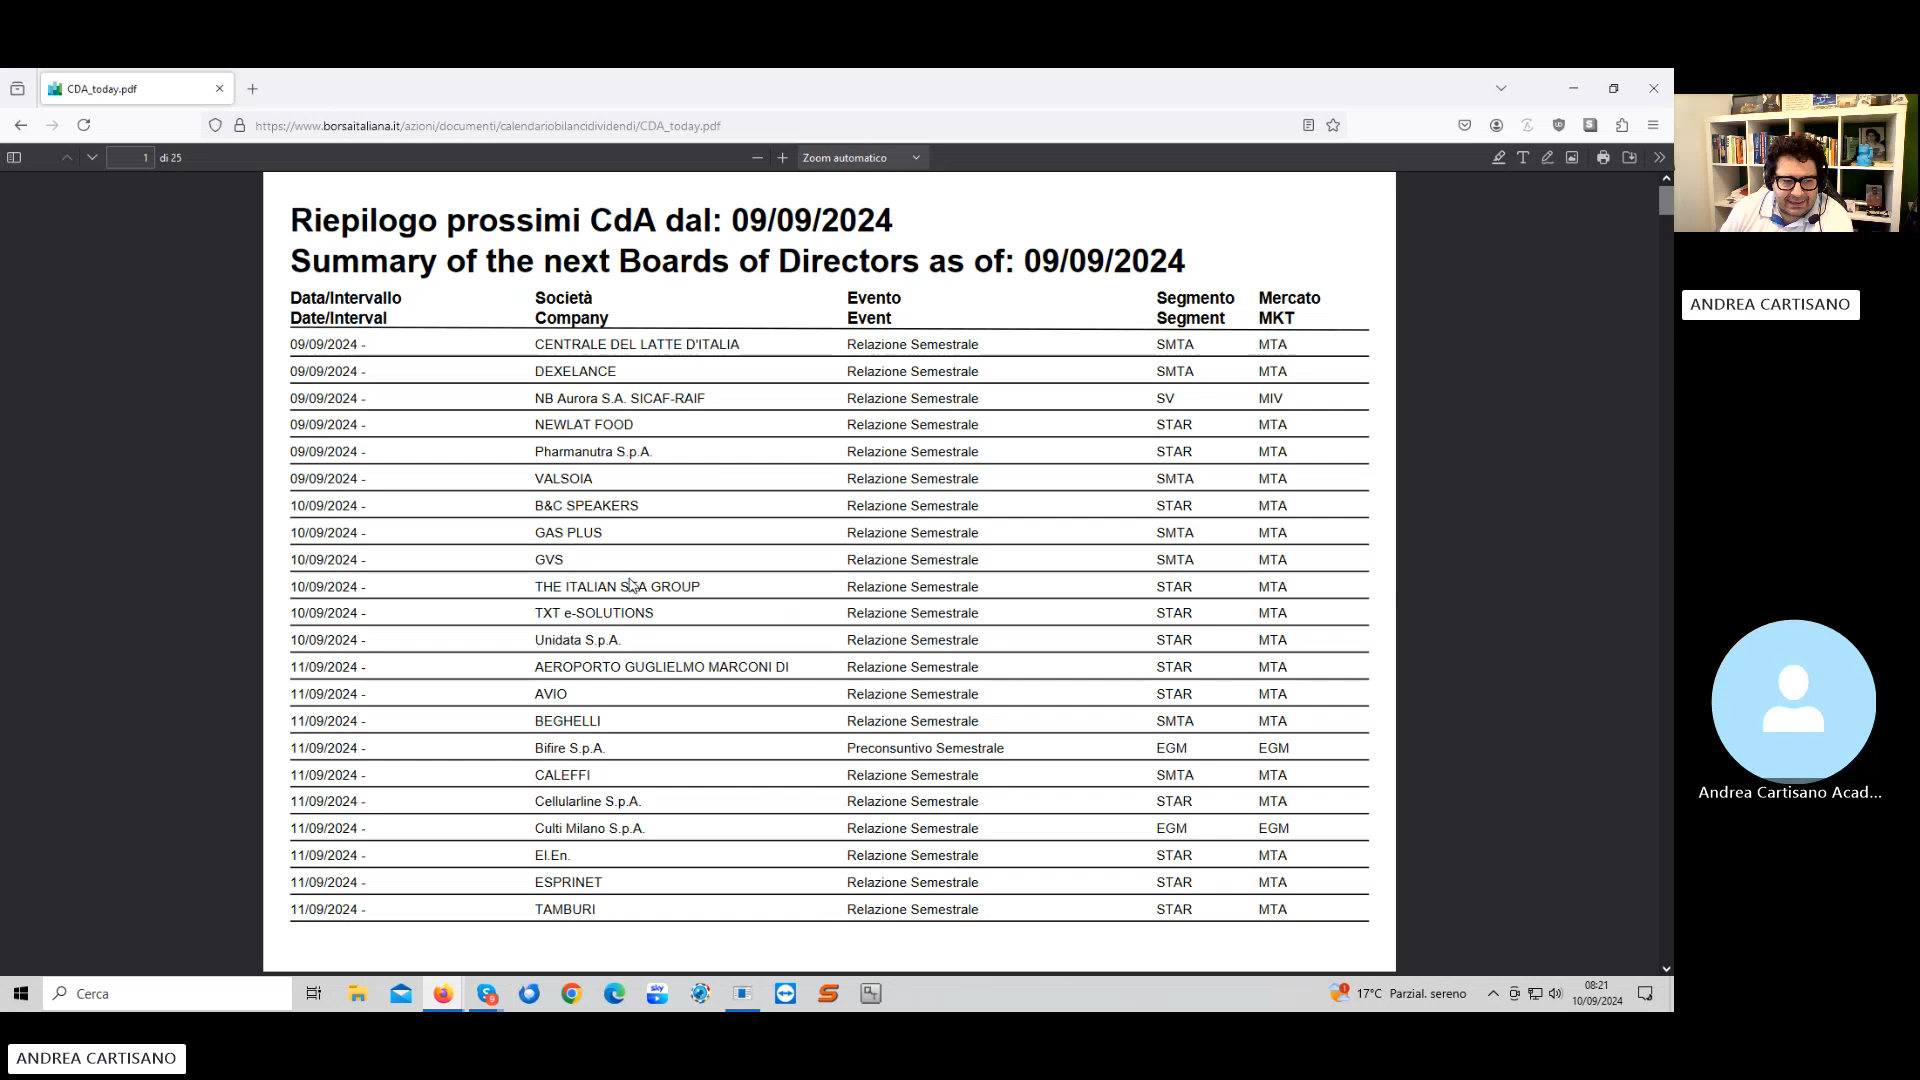 CDA_today.pdf
https://www.borsaitaliana.it/azioni/documenti/calendariobilancidividendi/CDA_today.pdf
1 di 25
Zoom automatico
Riepilogo prossimi CdA dal: 09/09/2024
Summary of the next Boards of Directors as of: 09/09/2024
Data/Intervallo Società Evento Segmento Mercato
Date/Interval Company Event Segment MKT
09/09/2024 - CENTRALE DEL LATTE D'ITALIA Relazione Semestrale SMTA MTA
09/09/2024 - DEXELANCE Relazione Semestrale SMTA MTA
09/09/2024 - NB Aurora S.A. SICAF-RAIF Relazione Semestrale SV MIV
09/09/2024 - NEWLAT FOOD Relazione Semestrale STAR MTA
09/09/2024 - Pharmanutra S.p.A. Relazione Semestrale STAR MTA
09/09/2024 - VALSOIA Relazione Semestrale SMTA MTA
10/09/2024 - B&C SPEAKERS Relazione Semestrale STAR MTA
10/09/2024 - GAS PLUS Relazione Semestrale SMTA MTA
10/09/2024 - GVS Relazione Semestrale SMTA MTA
10/09/2024 - THE ITALIAN SEA GROUP Relazione Semestrale STAR MTA
10/09/2024 - TXT e-SOLUTIONS Relazione Semestrale STAR MTA
10/09/2024 - Unidata S.p.A. Relazione Semestrale STAR MTA
11/09/2024 - AEROPORTO GUGLIELMO MARCONI DI Relazione Semestrale STAR MTA
11/09/2024 - AVIO Relazione Semestrale STAR MTA
11/09/2024 - BEGHELLI Relazione Semestrale SMTA MTA
11/09/2024 - Bifire S.p.A. Preconsuntivo Semestrale EGM EGM
11/09/2024 - CALEFFI Relazione Semestrale SMTA MTA
11/09/2024 - Cellularline S.p.A. Relazione Semestrale STAR MTA
11/09/2024 - Culti Milano S.p.A. Relazione Semestrale EGM EGM
11/09/2024 - El.En. Relazione Semestrale STAR MTA
11/09/2024 - ESPRINET Relazione Semestrale STAR MTA
11/09/2024 - TAMBURI Relazione Semestrale STAR MTA
ANDREA CARTISANO
Andrea Cartisano Acad...
Cerca
sky
17°C Parzial. sereno
08:21
10/09/2024
ANDREA CARTISANO